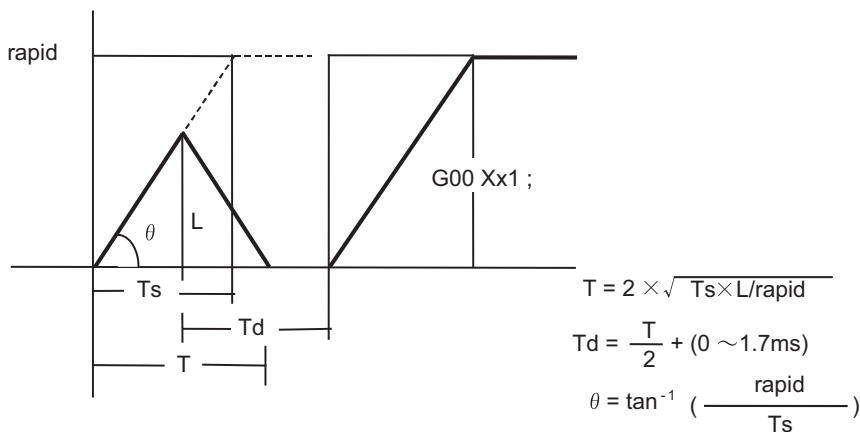 rapid
G00 Xx1 ;
θ
L
Ts
Td
T
T = 2 ×√ Ts×L/rapid
Td = T/2 + (0 ～1.7ms)
θ = tan⁻¹ ( rapid/Ts )